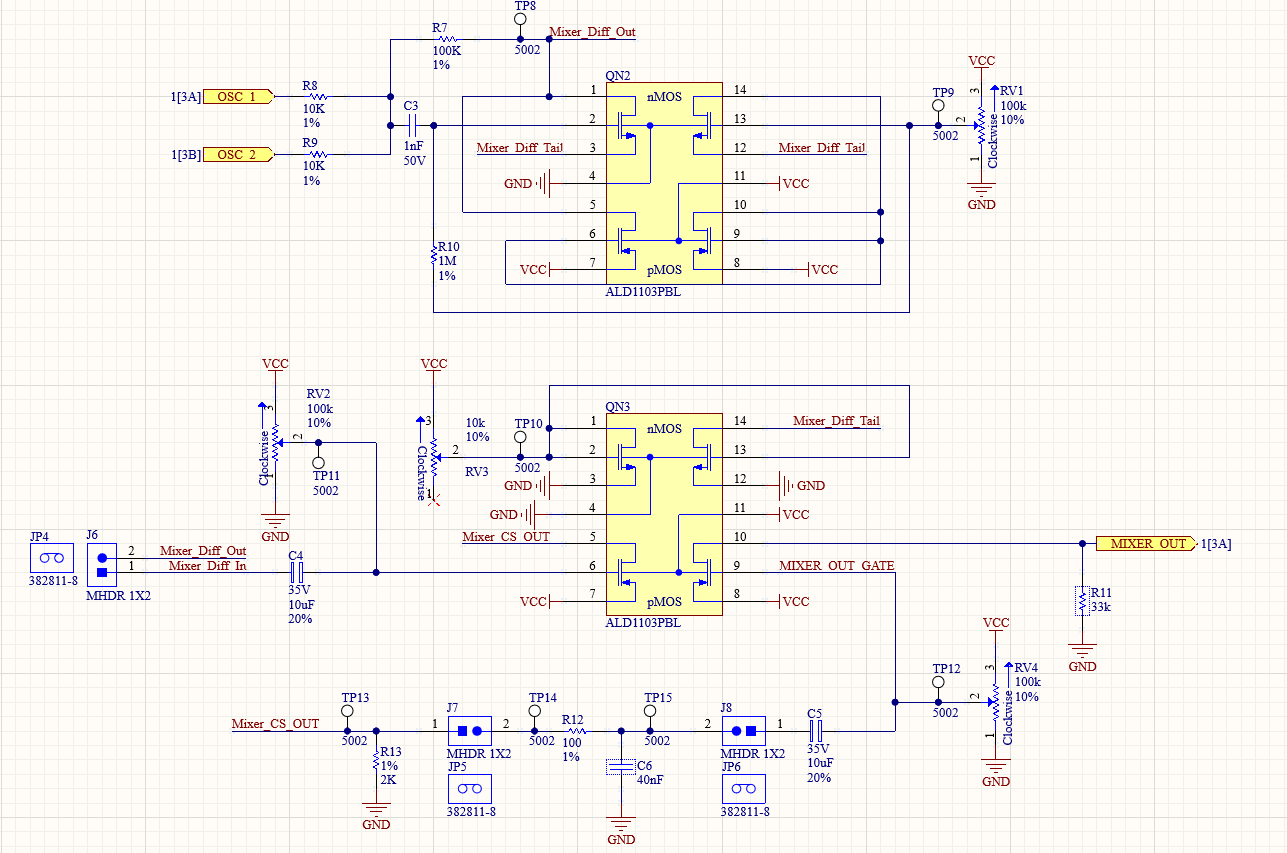 TP8
5002
Mixer_Diff_Out
R7
100K
1%
QN2
VCC
1[3A] OSC_1
R8
10K
1%
C3
1nF
50V
1 nMOS 14
2 13
Mixer_Diff_Tail 3 12 Mixer_Diff_Tail
TP9
5002
2
3
1
RV1
100k
10%
Clockwise
GND
1[3B] OSC_2
R9
10K
1%
GND 4 11 VCC
5 10
6 9
VCC 7 pMOS 8 VCC
ALD1103PBL
R10
1M
1%
VCC
RV2
100k
10%
3
2
1
Clockwise
TP11
5002
GND
VCC
3
2
1
Clockwise
10k
10%
RV3
TP10
5002
QN3
1 nMOS 14 Mixer_Diff_Tail
2 13
GND 3 12 GND
GND 4 11 VCC
Mixer_CS_OUT 5 10
6 9 MIXER_OUT_GATE
VCC 7 pMOS 8 VCC
ALD1103PBL
MIXER_OUT 1[3A]
R11
33k
GND
JP4
382811-8
J6
2 Mixer_Diff_Out
1 Mixer_Diff_In
MHDR 1X2
C4
35V
10uF
20%
VCC
TP12
5002
2
3
1
RV4
100k
10%
Clockwise
GND
Mixer_CS_OUT
TP13
5002
R13
1%
2K
GND
J7
1 2
MHDR 1X2
JP5
382811-8
TP14
5002
R12
100
1%
TP15
5002
C6
40nF
GND
J8
2 1
MHDR 1X2
JP6
382811-8
C5
35V
10uF
20%